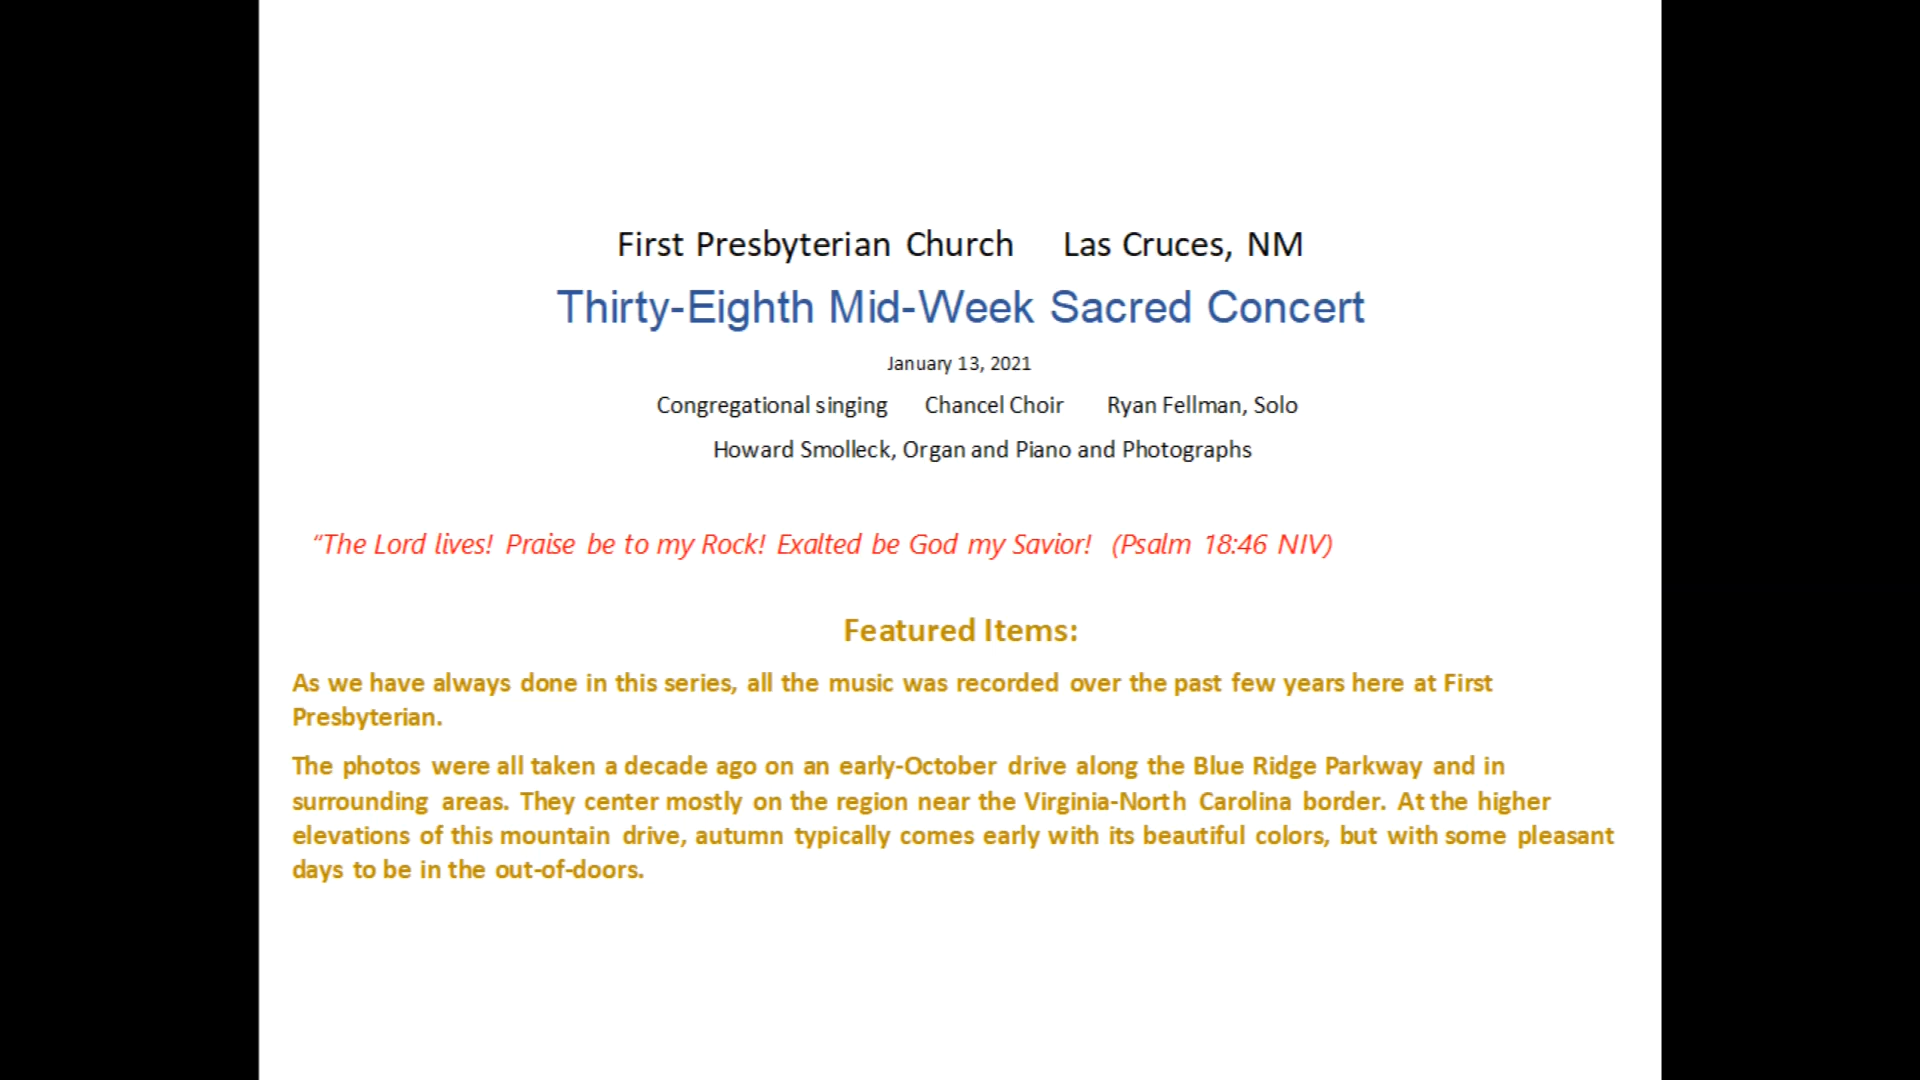 First Presbyterian Church Las Cruces, NM
Thirty-Eighth Mid-Week Sacred Concert
January 13, 2021
Congregational singing Chancel Choir Ryan Fellman, Solo
Howard Smolleck, Organ and Piano and Photographs
“The Lord lives! Praise be to my Rock! Exalted be God my Savior! (Psalm 18:46 NIV)
Featured Items:
As we have always done in this series, all the music was recorded over the past few years here at First
Presbyterian.
The photos were all taken a decade ago on an early-October drive along the Blue Ridge Parkway and in
surrounding areas. They center mostly on the region near the Virginia-North Carolina border. At the higher
elevations of this mountain drive, autumn typically comes early with its beautiful colors, but with some pleasant
days to be in the out-of-doors.